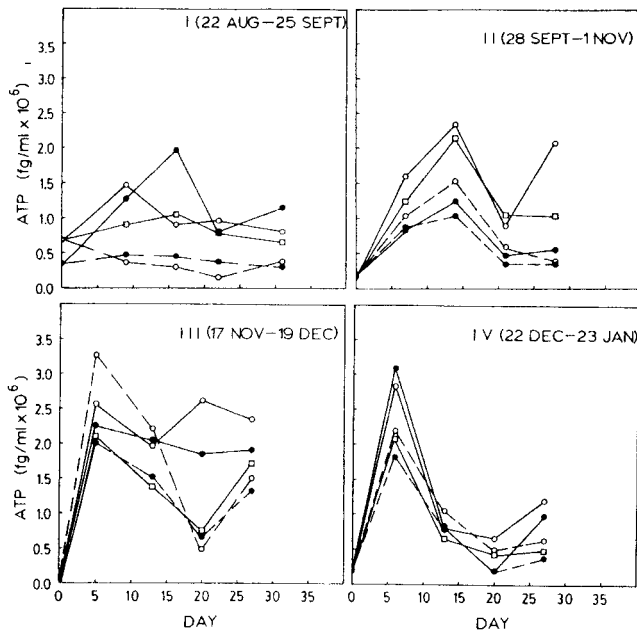 I (22 AUG–25 SEPT)
II (28 SEPT–1 NOV)
4.0
3.5
3.0
2.5
2.0
1.5
1.0
0.5
0.0
ATP (fg/ml x 10⁶)
III (17 NOV–19 DEC)
IV (22 DEC–23 JAN)
3.5
3.0
2.5
2.0
1.5
1.0
0.5
0.0
ATP (fg/ml x 10⁶)
0 5 10 15 20 25 30 35
0 5 10 15 20 25 30 35
DAY
DAY